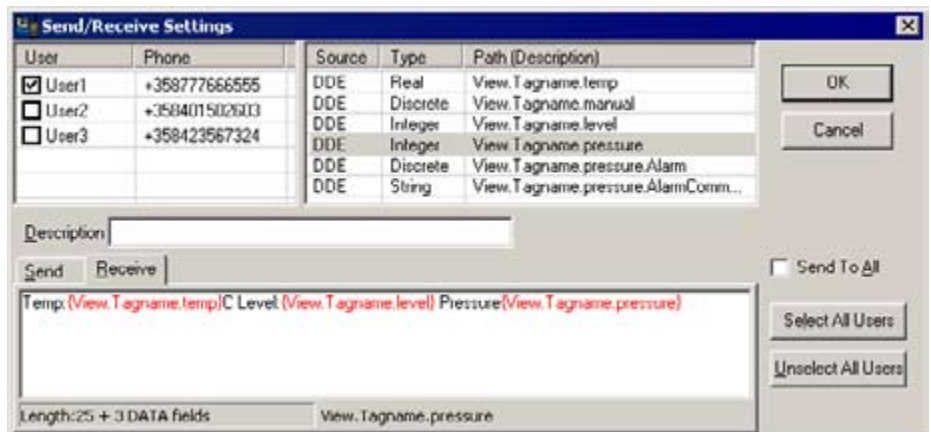 Send/Receive Settings
User Phone Source Type Path (Description)
User1 +358777666555 DDE Real View.Tagname.temp
User2 +358401502603 DDE Discrete View.Tagname.manual
User3 +358423567324 DDE Integer View.Tagname.level
DDE Integer View.Tagname.pressure
DDE Discrete View.Tagname.pressure.Alarm
DDE String View.Tagname.pressure.AlarmComm...
OK
Cancel
Description
Send Receive
Send To All
Temp:{View.Tagname.temp}C Level:{View.Tagname.level} Pressure{View.Tagname.pressure}
Select All Users
Unselect All Users
Length:25 + 3 DATA fields View.Tagname.pressure